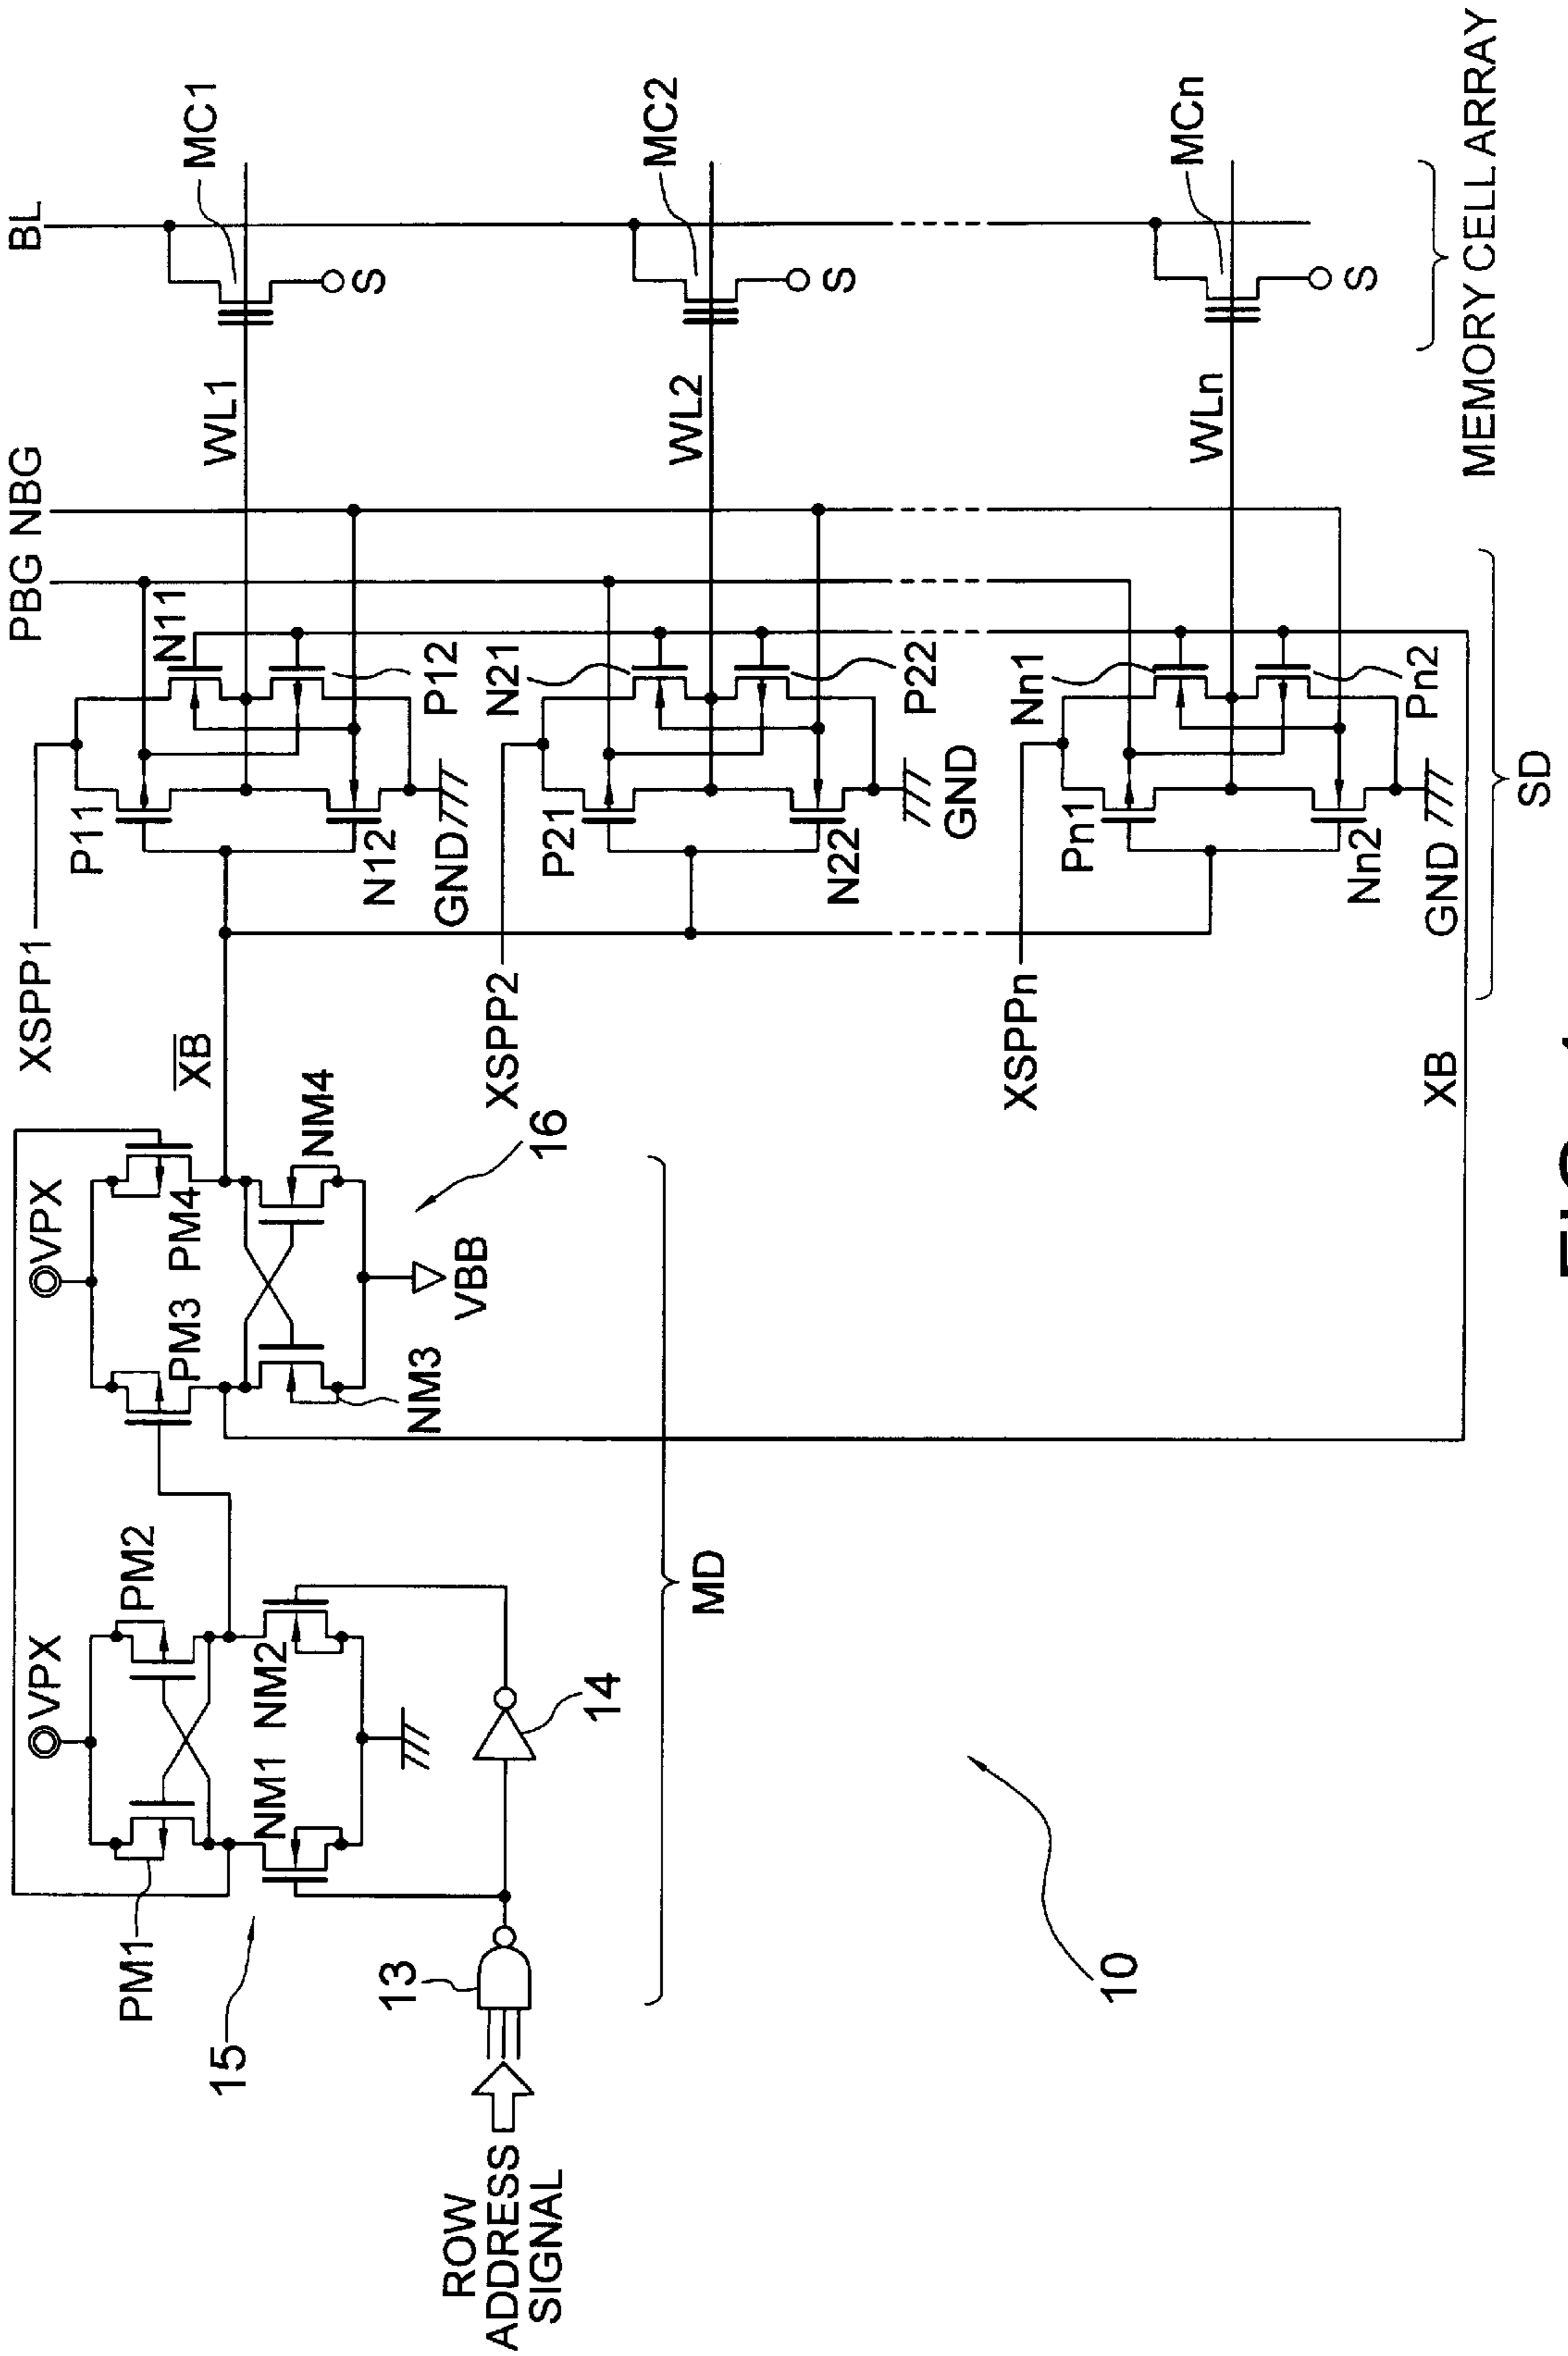 ROW
ADDRESS
SIGNAL
13
14
15
PM1
VPX
PM2
NM1
NM2
MD
10
VPX
PM3
PM4
NM3
NM4
VBB
16
XB
XB
XSPP1
P11
N12
GND
N11
P12
XSPP2
P21
N22
GND
N21
P22
XSPPn
Pn1
Nn2
GND
Nn1
Pn2
SD
PBG
NBG
WL1
WL2
WLn
BL
MC1
S
MC2
S
MCn
S
MEMORY CELL ARRAY